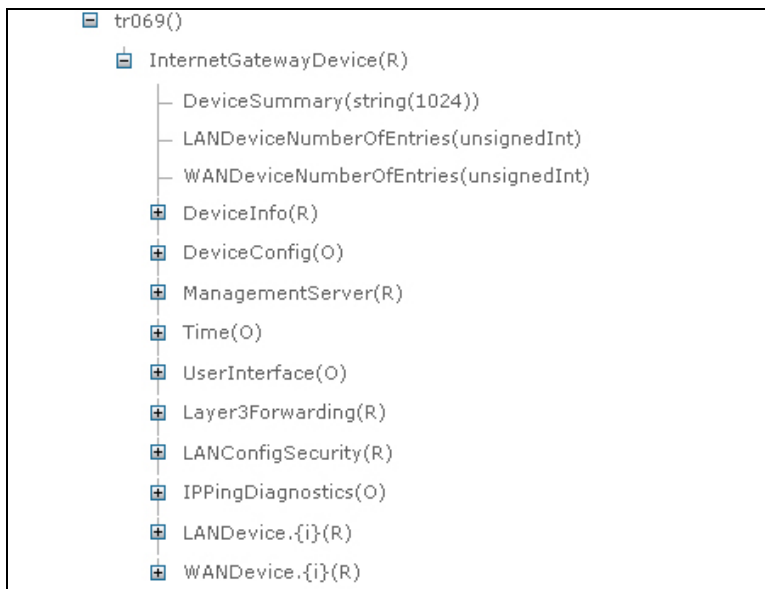 tr069()
InternetGatewayDevice(R)
DeviceSummary(string(1024))
LANDeviceNumberOfEntries(unsignedInt)
WANDeviceNumberOfEntries(unsignedInt)
DeviceInfo(R)
DeviceConfig(O)
ManagementServer(R)
Time(O)
UserInterface(O)
Layer3Forwarding(R)
LANConfigSecurity(R)
IPPingDiagnostics(O)
LANDevice.{i}(R)
WANDevice.{i}(R)